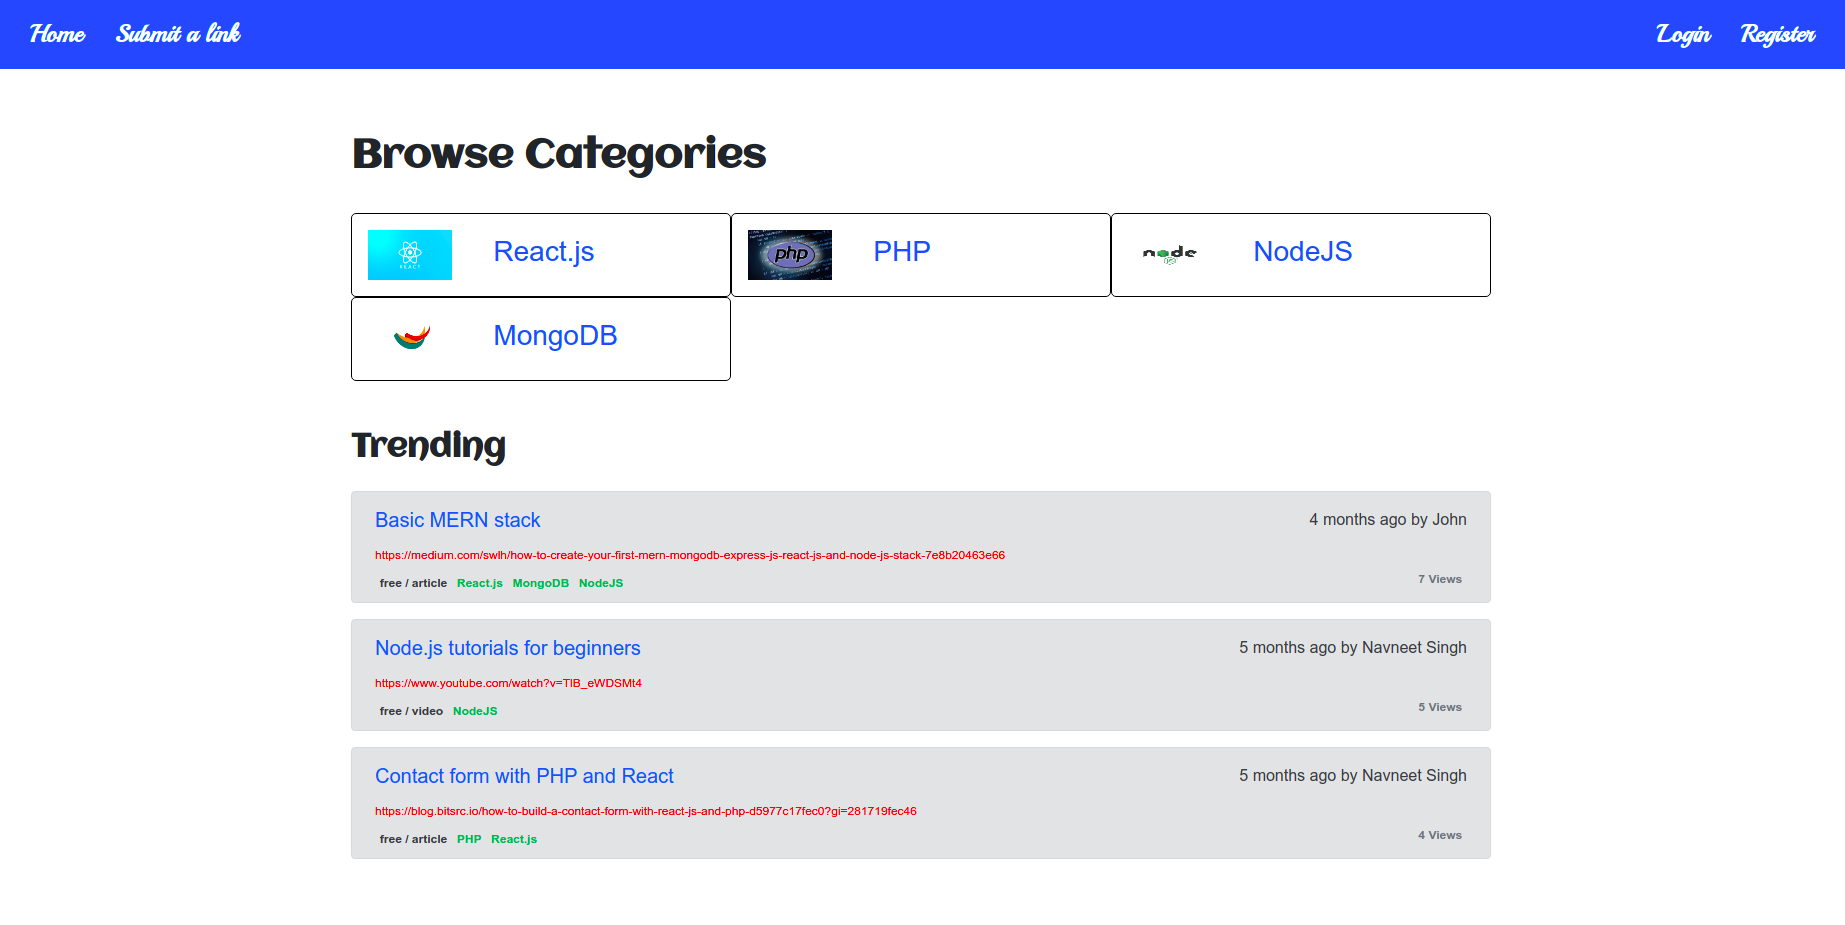 Home Submit a link Login Register
Browse Categories
REACT React.js
php PHP
node JS NodeJS
MongoDB
Trending
Basic MERN stack 4 months ago by John
https://medium.com/swlh/how-to-create-your-first-mern-mongodb-express-js-react-js-and-node-js-stack-7e8b20463e66
free / article React.js MongoDB NodeJS 7 Views
Node.js tutorials for beginners 5 months ago by Navneet Singh
https://www.youtube.com/watch?v=TlB_eWDSMt4
free / video NodeJS 5 Views
Contact form with PHP and React 5 months ago by Navneet Singh
https://blog.bitsrc.io/how-to-build-a-contact-form-with-react-js-and-php-d5977c17fec0?gi=281719fec46
free / article PHP React.js 4 Views